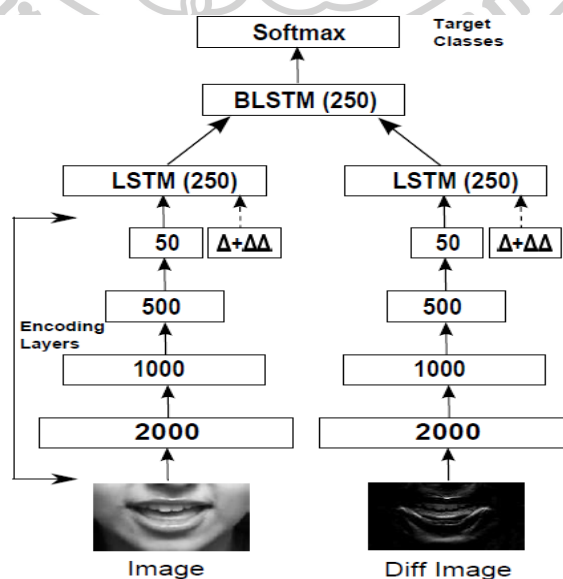 Softmax
Target
Classes
BLSTM (250)
LSTM (250) LSTM (250)
50 Δ+ΔΔ 50 Δ+ΔΔ
500 500
Encoding
Layers
1000 1000
2000 2000
Image Diff Image